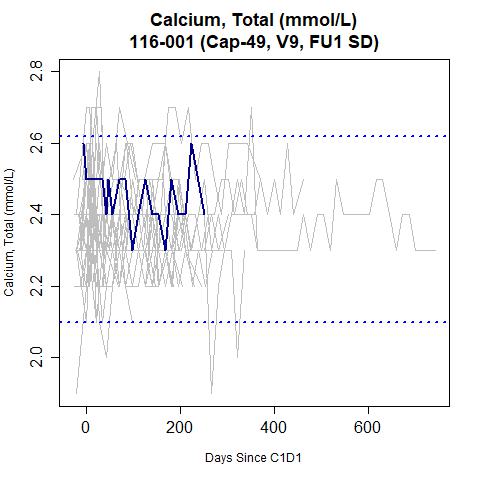 Calcium, Total (mmol/L)
116-001 (Cap-49, V9, FU1 SD)
Calcium, Total (mmol/L)
2.8
2.6
2.4
2.2
2.0
0
200
400
600
Days Since C1D1